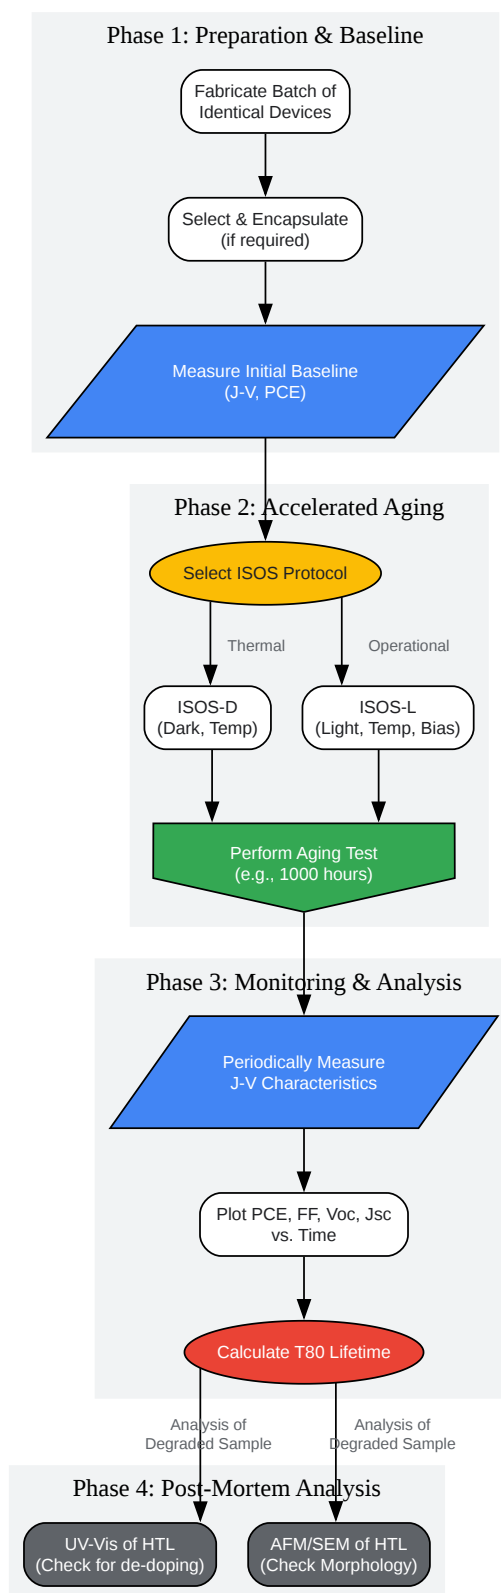 Phase 1: Preparation & Baseline
Fabricate Batch of
Identical Devices
Select & Encapsulate
(if required)
Measure Initial Baseline
(J-V, PCE)
Phase 2: Accelerated Aging
Select ISOS Protocol
Thermal
Operational
ISOS-D
(Dark, Temp)
ISOS-L
(Light, Temp, Bias)
Perform Aging Test
(e.g., 1000 hours)
Phase 3: Monitoring & Analysis
Periodically Measure
J-V Characteristics
Plot PCE, FF, Voc, Jsc
vs. Time
Calculate T80 Lifetime
Analysis of
Degraded Sample
Analysis of
Degraded Sample
Phase 4: Post-Mortem Analysis
UV-Vis of HTL
(Check for de-doping)
AFM/SEM of HTL
(Check Morphology)